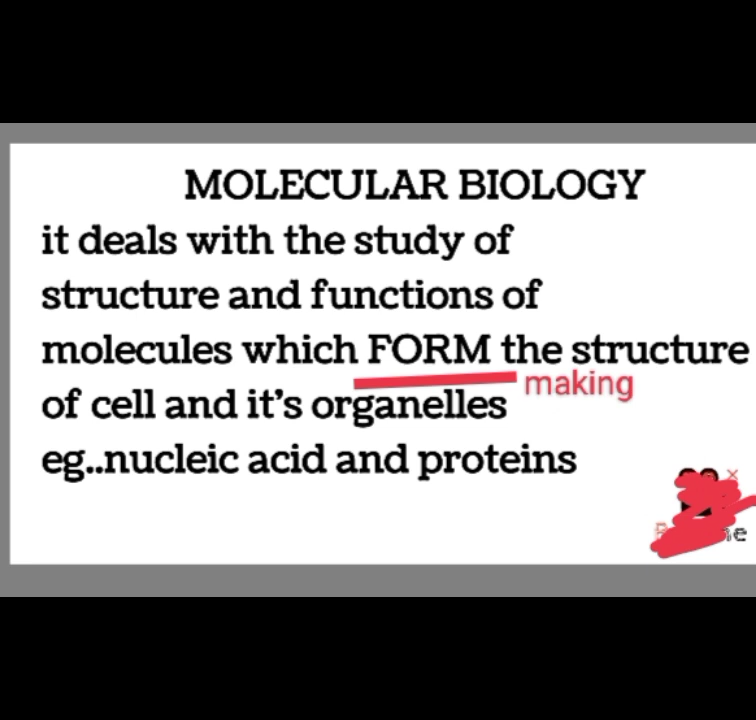 MOLECULAR BIOLOGY
it deals with the study of
structure and functions of
molecules which FORM the structure
making
of cell and it's organelles
eg..nucleic acid and proteins